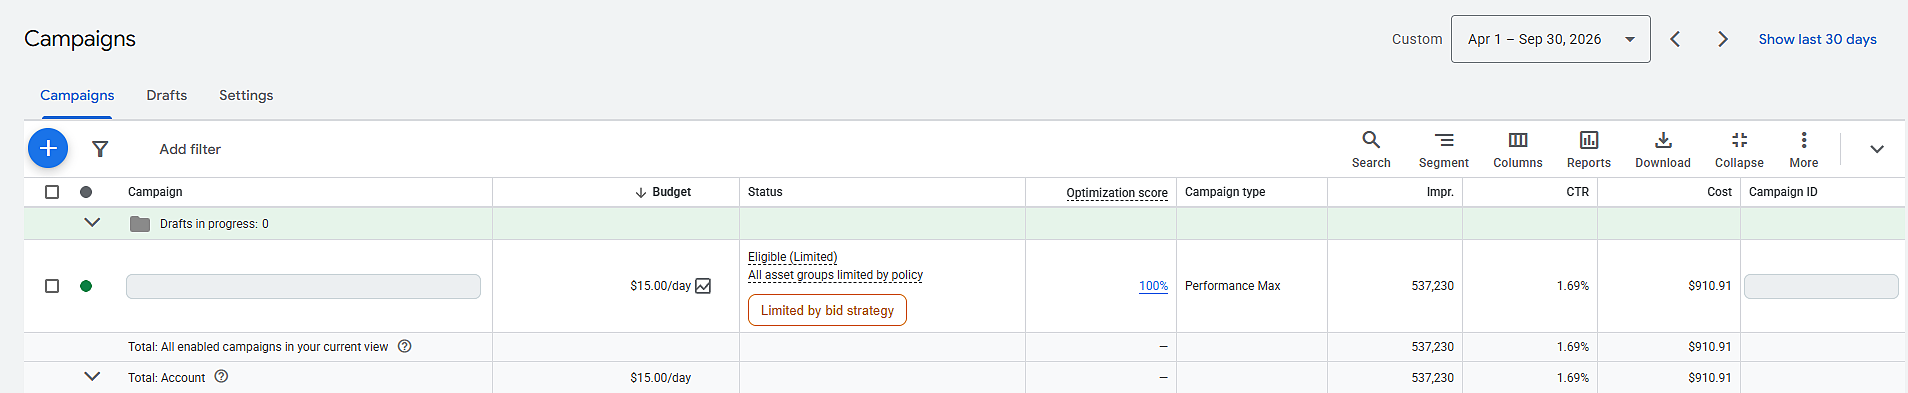 Campaigns
Custom Apr 1 – Sep 30, 2026 Show last 30 days
Campaigns Drafts Settings
Add filter Search Segment Columns Reports Download Collapse More
Campaign Budget Status Optimization score Campaign type Impr. CTR Cost Campaign ID
Drafts in progress: 0
Eligible (Limited)
All asset groups limited by policy
$15.00/day 100% Performance Max 537,230 1.69% $910.91
Limited by bid strategy
Total: All enabled campaigns in your current view — 537,230 1.69% $910.91
Total: Account $15.00/day — 537,230 1.69% $910.91